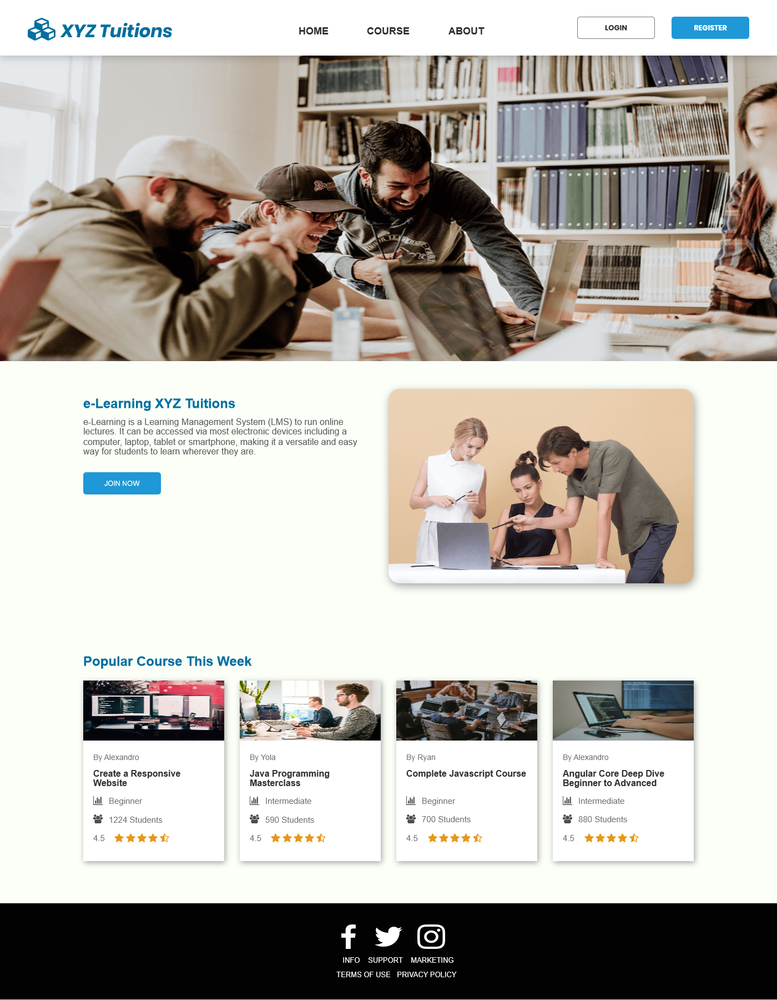 XYZ Tuitions
HOME COURSE ABOUT
LOGIN REGISTER
e-Learning XYZ Tuitions
e-Learning is a Learning Management System (LMS) to run online
lectures. It can be accessed via most electronic devices including a
computer, laptop, tablet or smartphone, making it a versatile and easy
way for students to learn wherever they are.
JOIN NOW
Popular Course This Week
By Alexandro
Create a Responsive
Website
Beginner
1224 Students
4.5
By Yola
Java Programming
Masterclass
Intermediate
590 Students
4.5
By Ryan
Complete Javascript Course
Beginner
700 Students
4.5
By Alexandro
Angular Core Deep Dive
Beginner to Advanced
Intermediate
880 Students
4.5
INFO SUPPORT MARKETING
TERMS OF USE PRIVACY POLICY